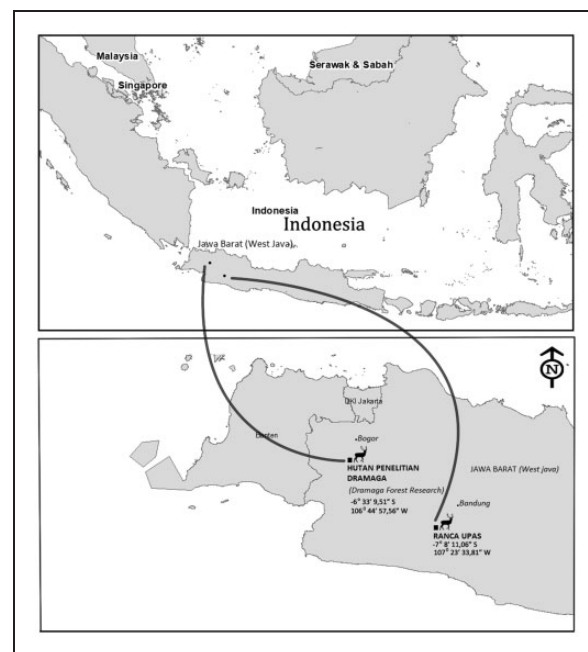 Malaysia
Singapore
Serawak & Sabah
Indonesia
Indonesia
Jawa Barat (West Java)
N
DKI Jakarta
Banten
Bogor
HUTAN PENELITIAN
DRAMAGA
(Dramaga Forest Research)
-6° 33' 9,51" S
106° 44' 57,56" W
JAWA BARAT (West java)
Bandung
RANCA UPAS
-7° 8' 11,06" S
107° 23' 33,81" W